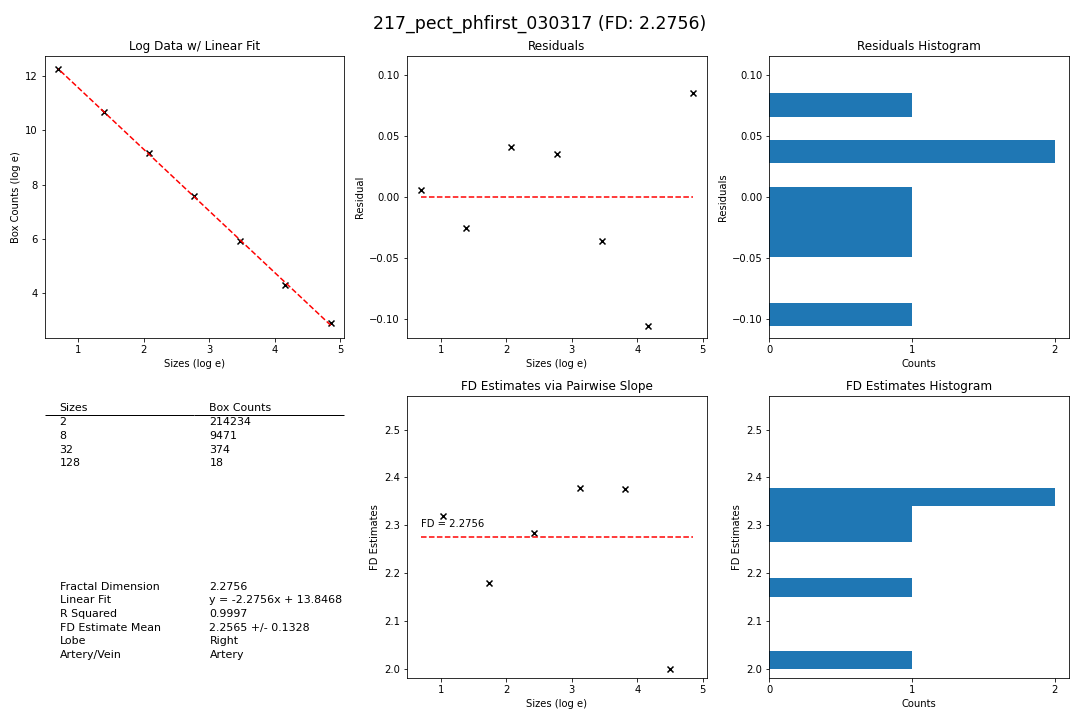 217_pect_phfirst_030317 (FD: 2.2756)
Log Data w/ Linear Fit
Box Counts (log e)
12
10
8
6
4
1 2 3 4 5
Sizes (log e)
Residuals
Residual
0.10
0.05
0.00
−0.05
−0.10
1 2 3 4 5
Sizes (log e)
Residuals Histogram
Residuals
0.10
0.05
0.00
−0.05
−0.10
0 1 2
Counts
Sizes Box Counts
2 214234
8 9471
32 374
128 18
Fractal Dimension 2.2756
Linear Fit y = -2.2756x + 13.8468
R Squared 0.9997
FD Estimate Mean 2.2565 +/- 0.1328
Lobe Right
Artery/Vein Artery
FD Estimates via Pairwise Slope
FD Estimates
2.5
2.4
2.3
2.2
2.1
2.0
FD = 2.2756
1 2 3 4 5
Sizes (log e)
FD Estimates Histogram
FD Estimates
2.5
2.4
2.3
2.2
2.1
2.0
0 1 2
Counts